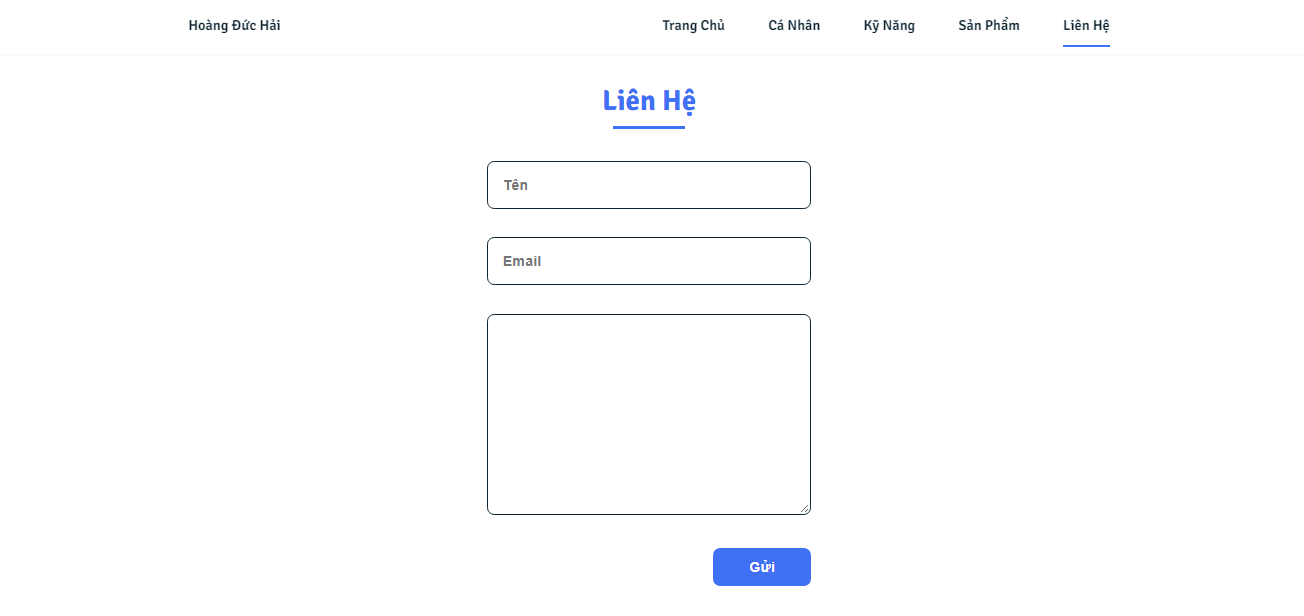 Hoàng Đức Hải Trang Chủ Cá Nhân Kỹ Năng Sản Phẩm Liên Hệ
Liên Hệ
Tên
Email
Gửi